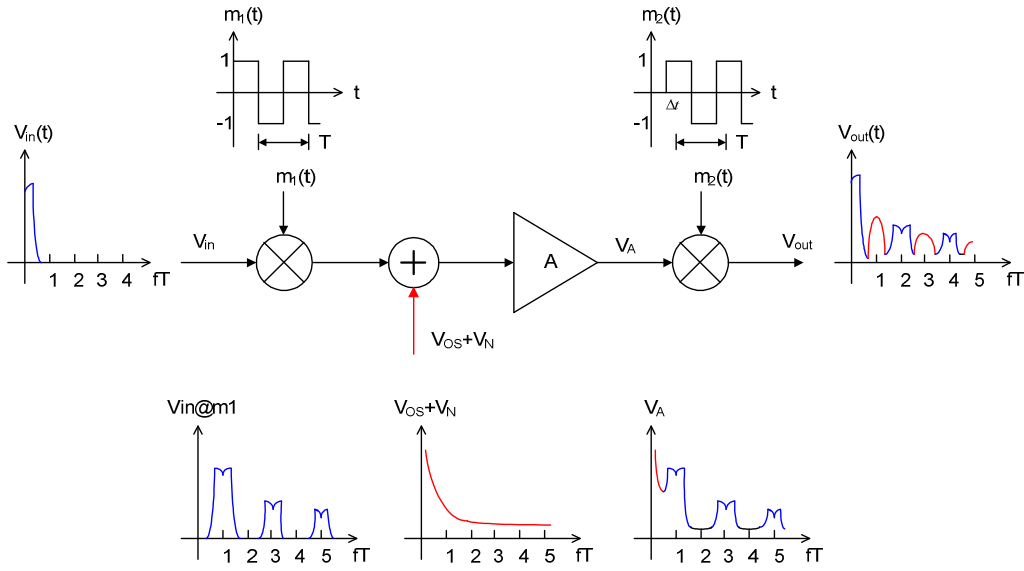 m1(t)
1
-1
t
T
m2(t)
1
-1
Δt
t
T
Vin(t)
1 2 3 4 fT
Vin
m1(t)
+
VOS+VN
A
VA
m2(t)
Vout
Vout(t)
1 2 3 4 5 fT
Vin@m1
1 2 3 4 5 fT
VOS+VN
1 2 3 4 5 fT
VA
1 2 3 4 5 fT